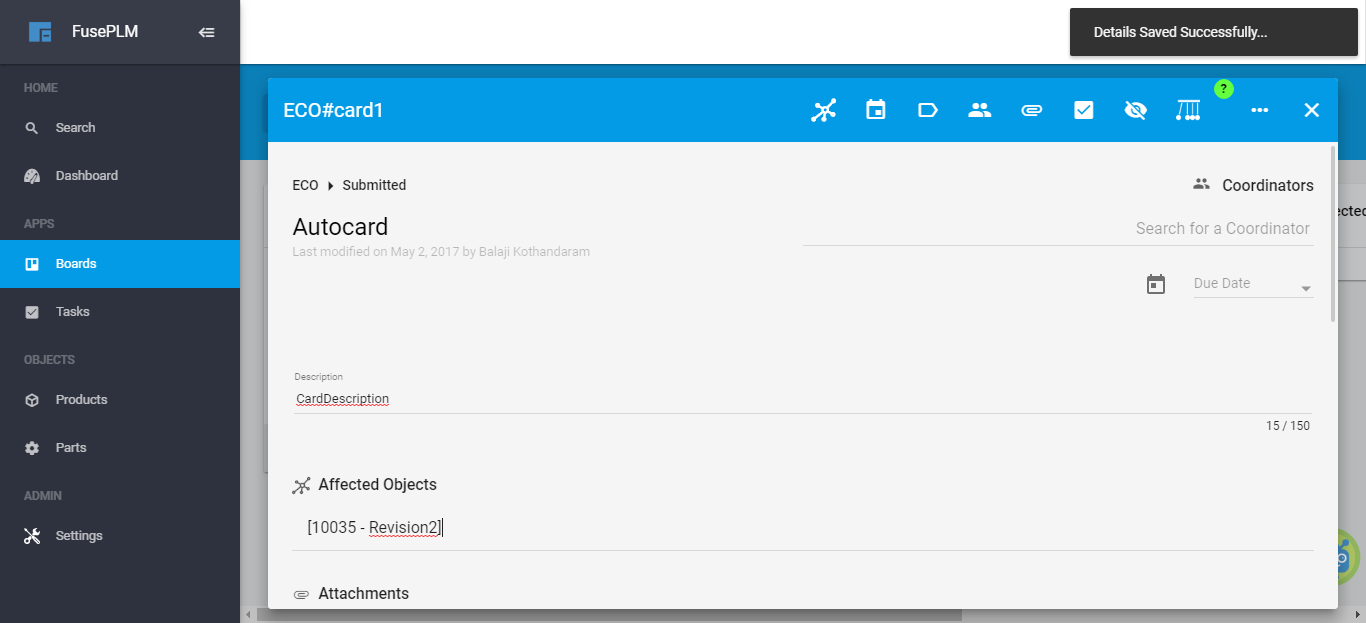 FusePLM
HOME
Search
Dashboard
APPS
Boards
Tasks
OBJECTS
Products
Parts
ADMIN
Settings
Details Saved Successfully...
ECO#card1
?
ECO Submitted
Coordinators
Autocard
Search for a Coordinator
Last modified on May 2, 2017 by Balaji Kothandaram
Due Date
Description
CardDescription
15 / 150
Affected Objects
[10035 - Revision2]
Attachments